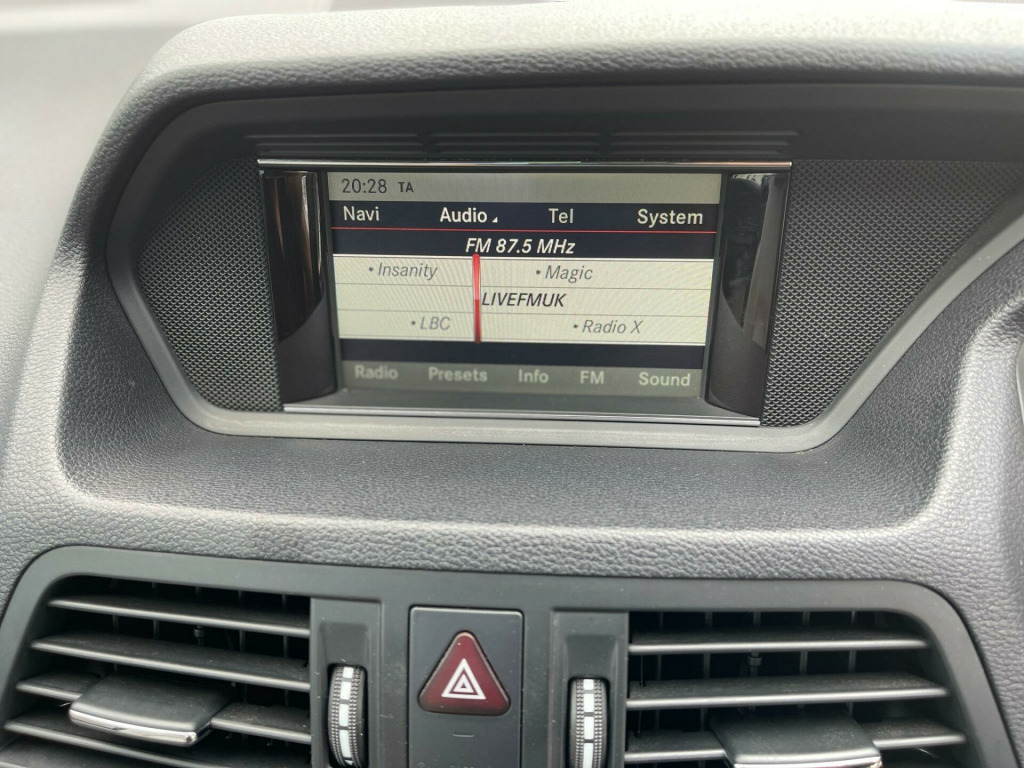 20:28 TA
Navi Audio Tel System
FM 87.5 MHz
• Insanity • Magic
LIVEFMUK
• LBC • Radio X
Radio Presets Info FM Sound